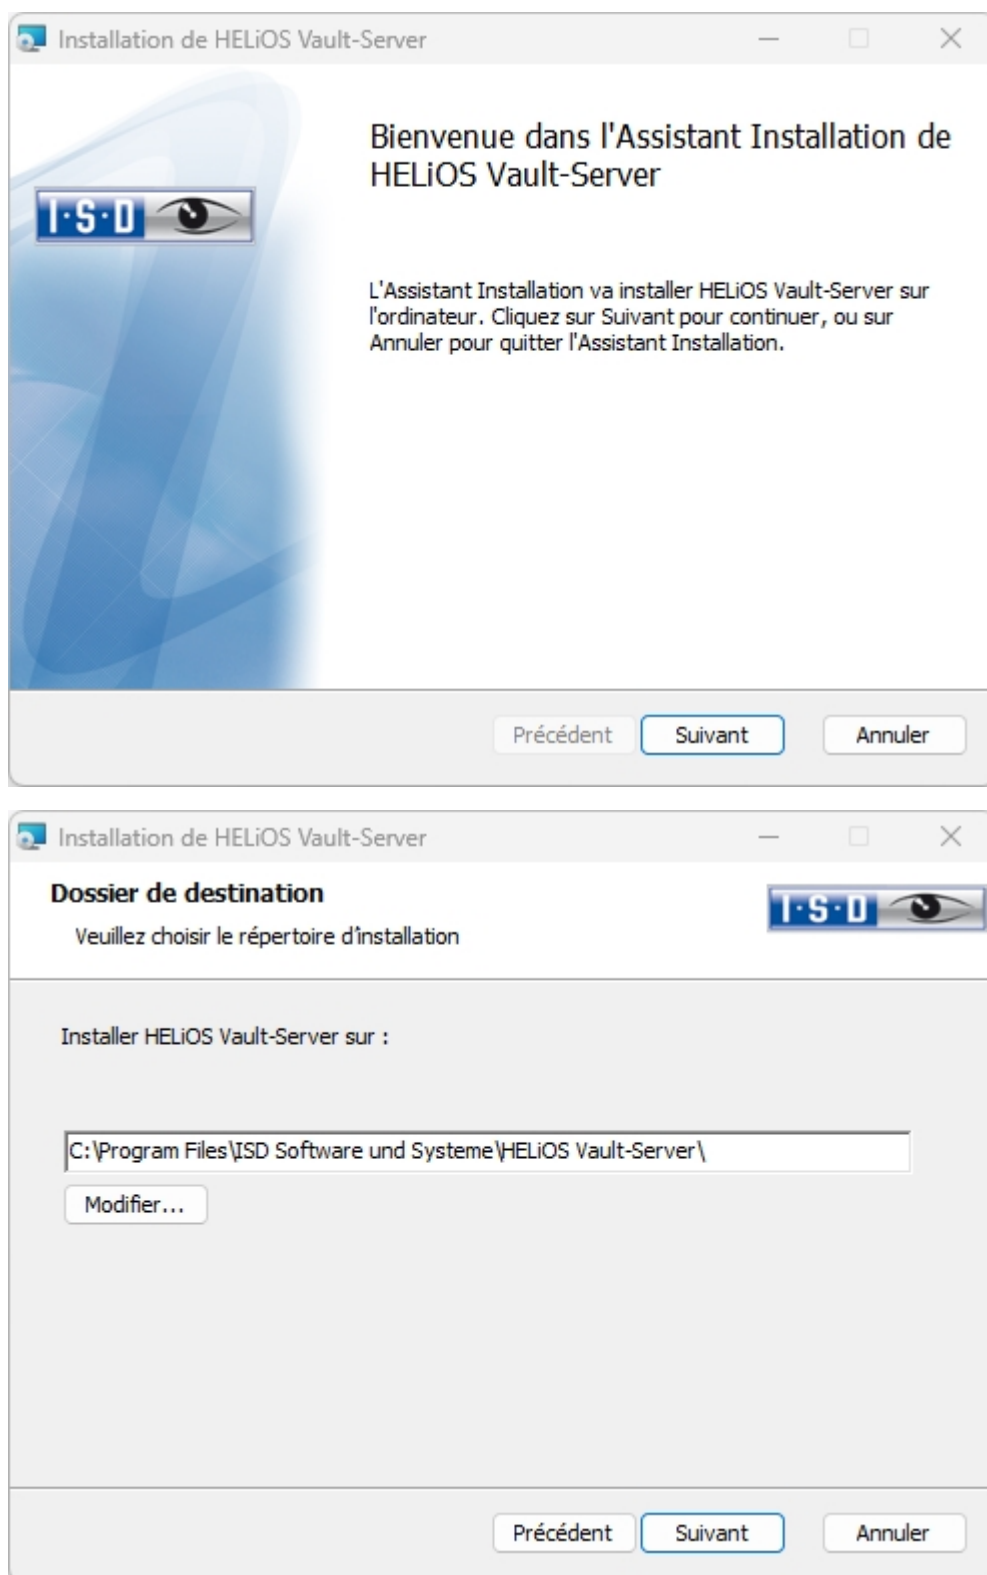 Installation de HELiOS Vault-Server
Bienvenue dans l'Assistant Installation de
HELiOS Vault-Server
I·S·D
L'Assistant Installation va installer HELiOS Vault-Server sur
l'ordinateur. Cliquez sur Suivant pour continuer, ou sur
Annuler pour quitter l'Assistant Installation.
Précédent Suivant Annuler
Installation de HELiOS Vault-Server
Dossier de destination
I·S·D
Veuillez choisir le répertoire d'installation
Installer HELiOS Vault-Server sur :
C:\Program Files\ISD Software und Systeme\HELiOS Vault-Server\
Modifier...
Précédent Suivant Annuler